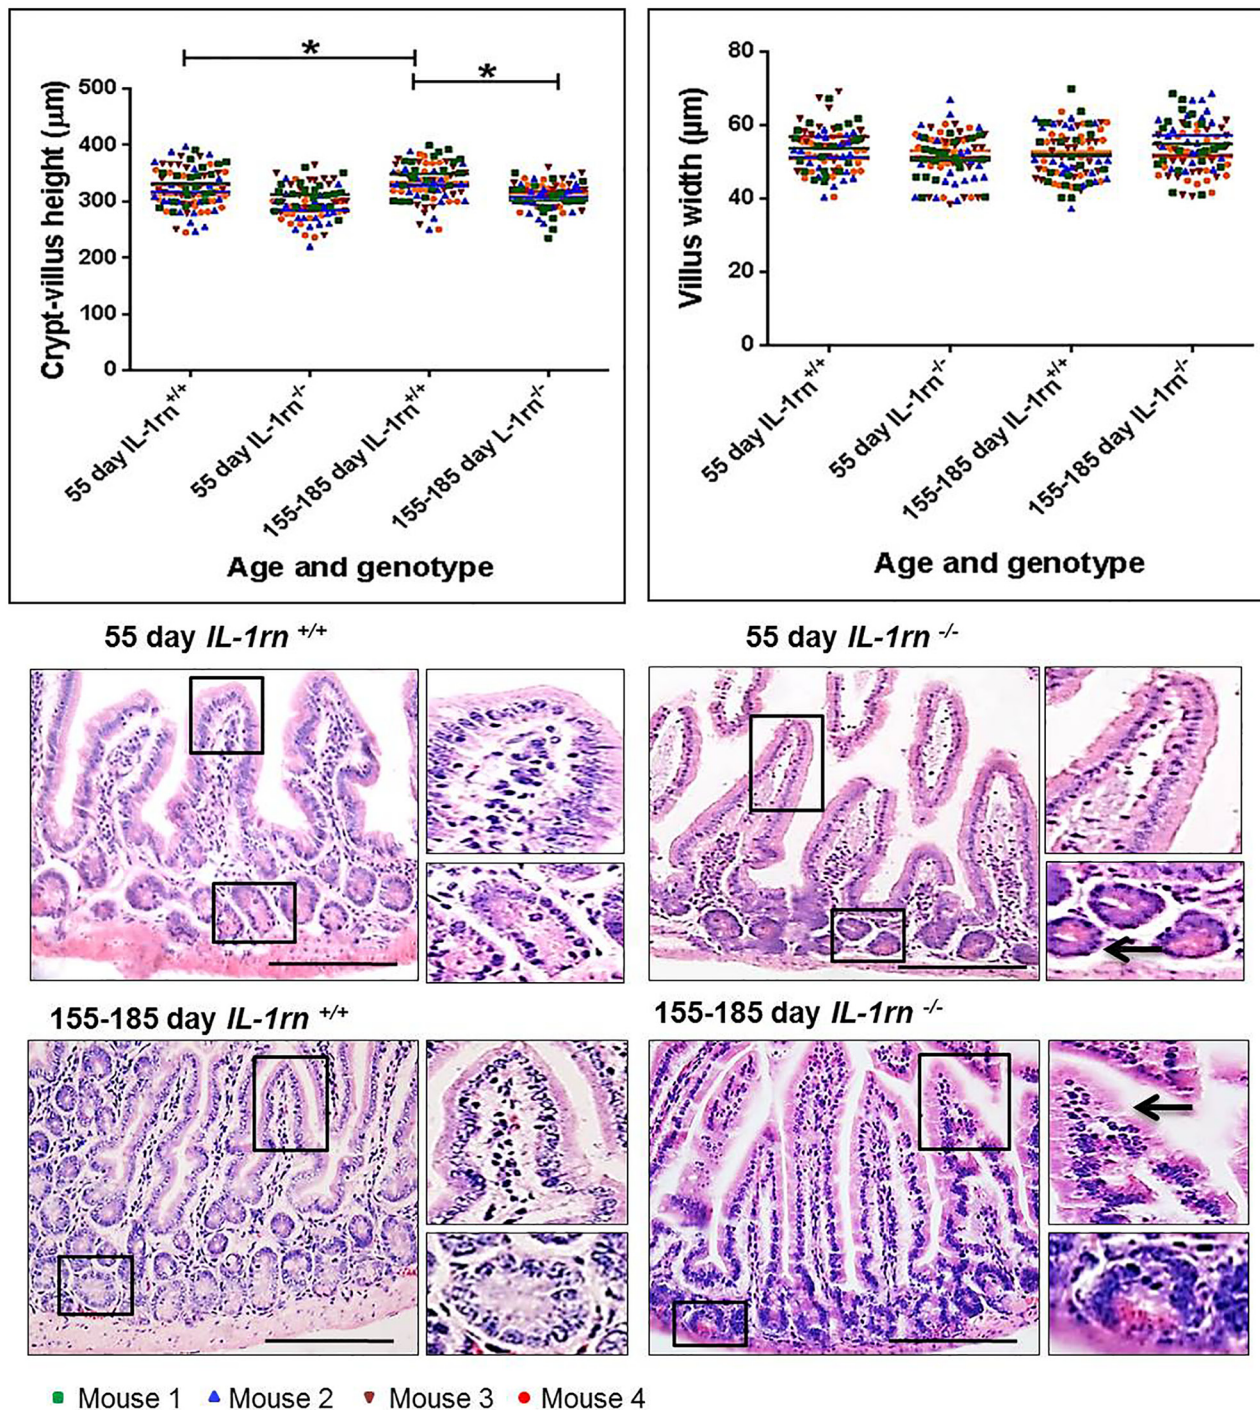 *
*
500
400
300
200
100
0
Crypt-villus height (µm)
55 day IL-1rn+/+
55 day IL-1rn-/-
155-185 day IL-1rn+/+
155-185 day L-1rn-/-
Age and genotype
80
60
40
20
0
Villus width (µm)
55 day IL-1rn+/+
55 day IL-1rn-/-
155-185 day IL-1rn+/+
155-185 day IL-1rn-/-
Age and genotype
55 day IL-1rn +/+
55 day IL-1rn -/-
155-185 day IL-1rn +/+
155-185 day IL-1rn -/-
Mouse 1 Mouse 2 Mouse 3 Mouse 4